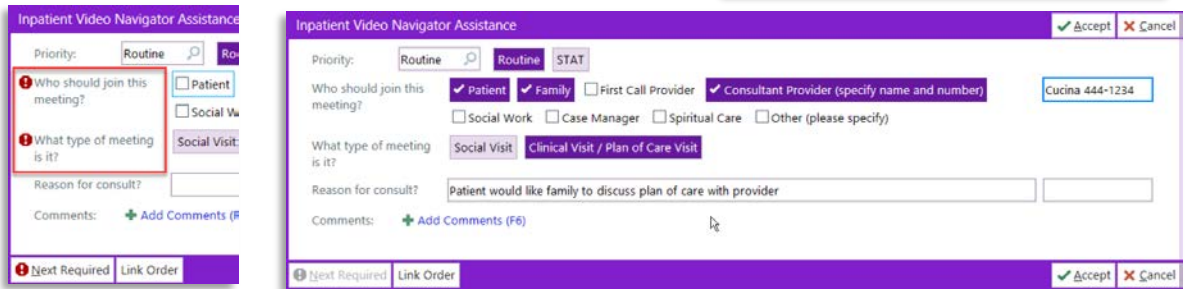 Inpatient Video Navigator Assistance
Priority: Routine
Who should join this meeting? Patient
Social
What type of meeting is it? Social Visit
Reason for consult?
Comments: Add Comments
Next Required Link Order
Inpatient Video Navigator Assistance Accept Cancel
Priority: Routine Routine STAT
Who should join this meeting? Patient Family First Call Provider Consultant Provider (specify name and number) Cucina 444-1234
Social Work Case Manager Spiritual Care Other (please specify)
What type of meeting is it? Social Visit Clinical Visit / Plan of Care Visit
Reason for consult? Patient would like family to discuss plan of care with provider
Comments: Add Comments (F6)
Next Required Link Order Accept Cancel